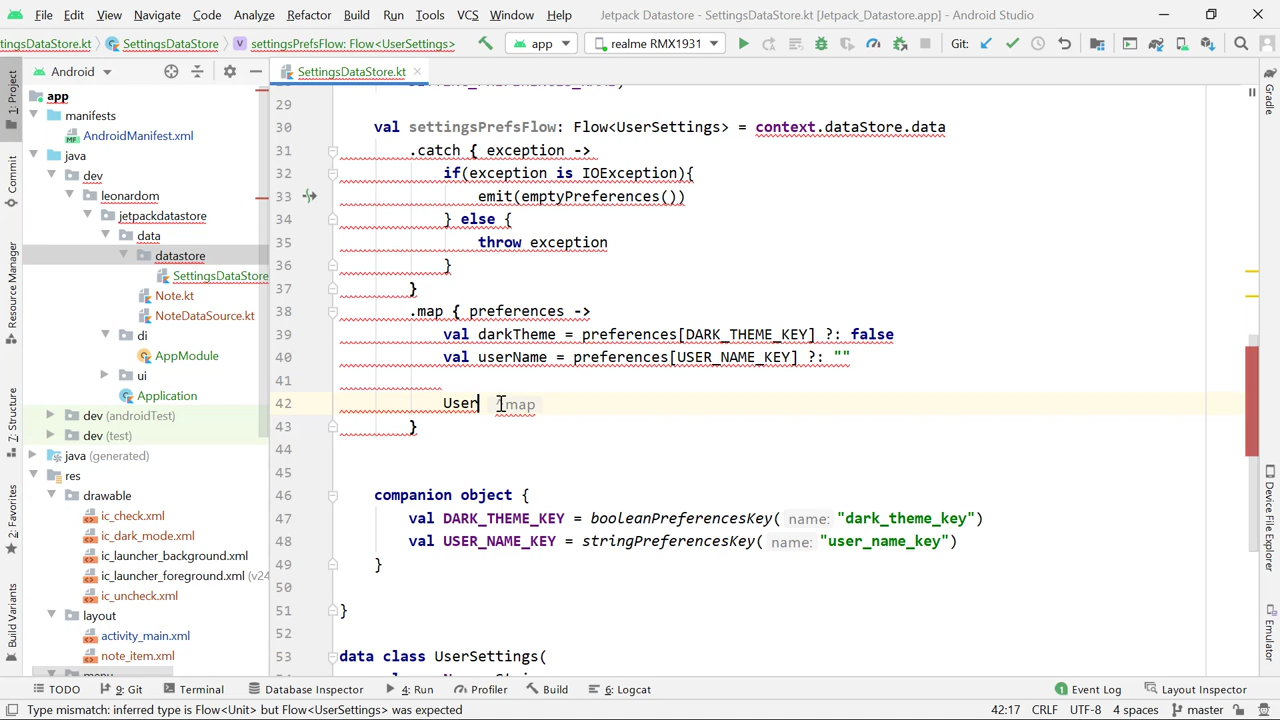 File Edit View Navigate Code Analyze Refactor Build Run Tools VCS Window Help Jetpack Datastore - SettingsDataStore.kt [Jetpack_Datastore.app] - Android Studio
ingsDataStore.kt SettingsDataStore settingsPrefsFlow: Flow<UserSettings> app realme RMX1931 Git:
Android SettingsDataStore.kt
app
manifests
AndroidManifest.xml
java
dev
leonardom
jetpackdatastore
data
datastore
SettingsDataStore
Note.kt
NoteDataSource.kt
di
AppModule
ui
Application
dev (androidTest)
dev (test)
java (generated)
res
drawable
ic_check.xml
ic_dark_mode.xml
ic_launcher_background.xml
ic_launcher_foreground.xml (v24
ic_uncheck.xml
layout
activity_main.xml
note_item.xml
1: Project
Commit
Resource Manager
7: Structure
2: Favorites
Build Variants
29
30 val settingsPrefsFlow: Flow<UserSettings> = context.dataStore.data
31 .catch { exception ->
32 if(exception is IOException){
33 emit(emptyPreferences())
34 } else {
35 throw exception
36 }
37 }
38 .map { preferences ->
39 val darkTheme = preferences[DARK_THEME_KEY] ?: false
40 val userName = preferences[USER_NAME_KEY] ?: ""
41
42 User ^map
43 }
44
45
46 companion object {
47 val DARK_THEME_KEY = booleanPreferencesKey( name: "dark_theme_key")
48 val USER_NAME_KEY = stringPreferencesKey( name: "user_name_key")
49 }
50
51 }
52
53 data class UserSettings(
Gradle
Device File Explorer
Emulator
TODO 9: Git Terminal Database Inspector 4: Run Profiler Build 6: Logcat 1 Event Log Layout Inspector
Type mismatch: inferred type is Flow<Unit> but Flow<UserSettings> was expected 42:17 CRLF UTF-8 4 spaces master